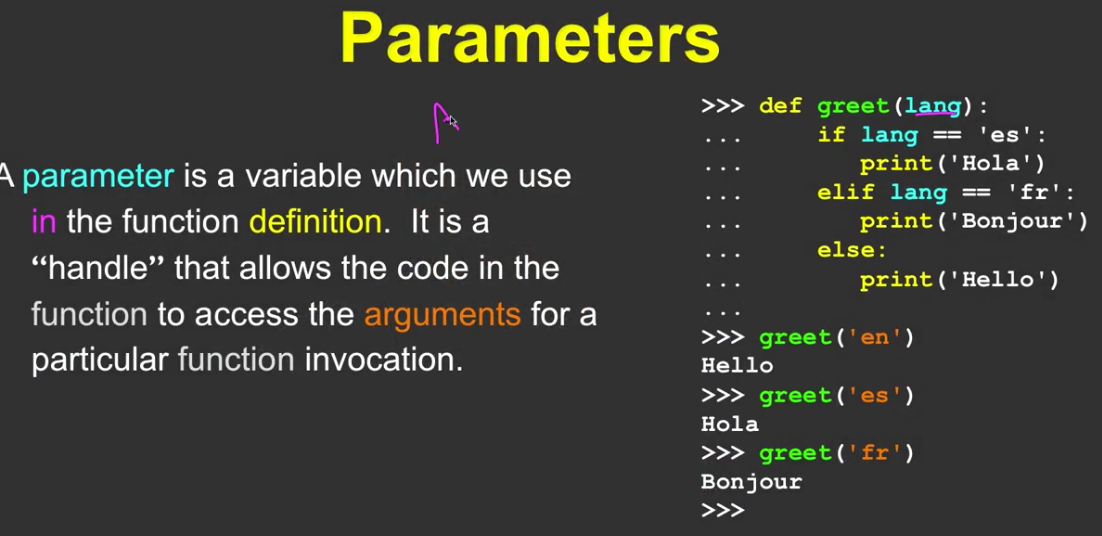 Parameters
A parameter is a variable which we use
in the function definition.  It is a
“handle” that allows the code in the
function to access the arguments for a
particular function invocation.
>>> def greet(lang):
...     if lang == 'es':
...        print('Hola')
...     elif lang == 'fr':
...        print('Bonjour')
...     else:
...        print('Hello')
...
>>> greet('en')
Hello
>>> greet('es')
Hola
>>> greet('fr')
Bonjour
>>>